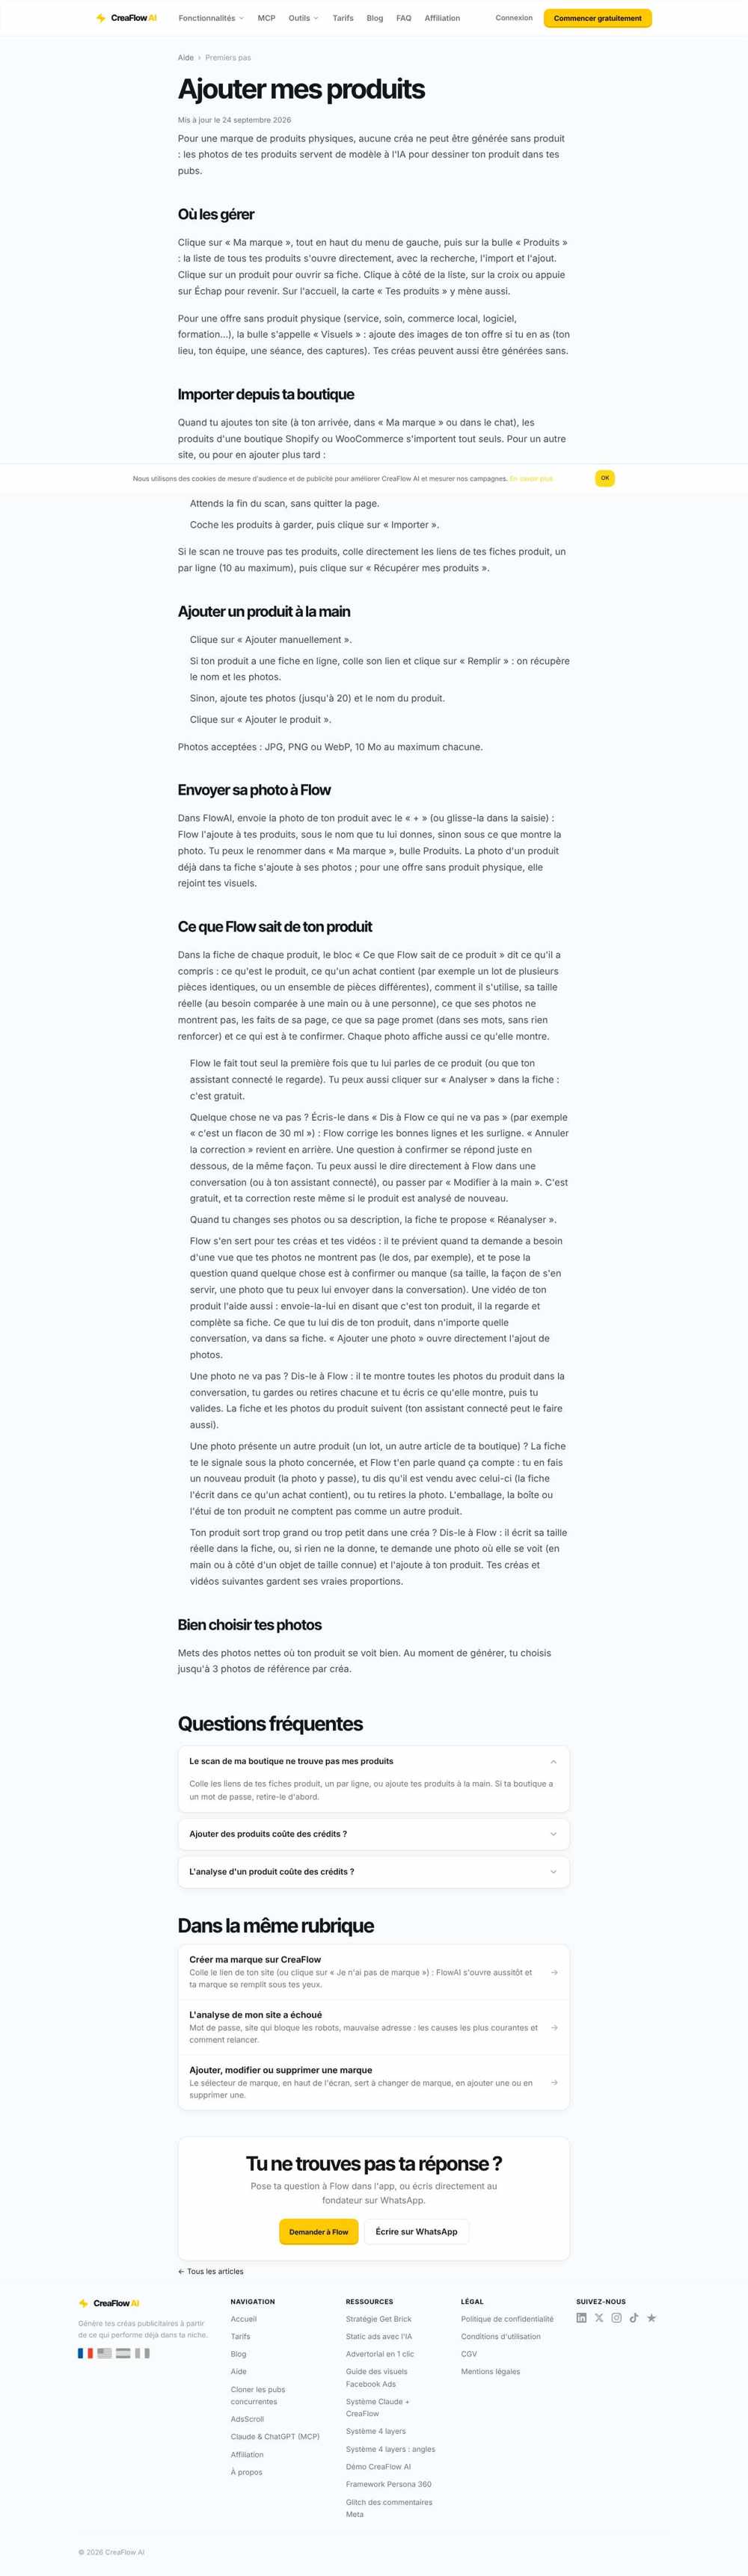 CreaFlow AI
Fonctionnalités
MCP
Outils
Tarifs
Blog
FAQ
Affiliation
Connexion
Commencer gratuitement
Aide › Premiers pas
Ajouter mes produits
Mis à jour le 24 septembre 2026
Pour une marque de produits physiques, aucune créa ne peut être générée sans produit
: les photos de tes produits servent de modèle à l'IA pour dessiner ton produit dans tes
pubs.
Où les gérer
Clique sur « Ma marque », tout en haut du menu de gauche, puis sur la bulle « Produits »
: la liste de tous tes produits s'ouvre directement, avec la recherche, l'import et l'ajout.
Clique sur un produit pour ouvrir sa fiche. Clique à côté de la liste, sur la croix ou appuie
sur Échap pour revenir. Sur l'accueil, la carte « Tes produits » y mène aussi.
Pour une offre sans produit physique (service, soin, commerce local, logiciel,
formation...), la bulle s'appelle « Visuels » : ajoute des images de ton offre si tu en as (ton
lieu, ton équipe, une séance, des captures). Tes créas peuvent aussi être générées sans.
Importer depuis ta boutique
Quand tu ajoutes ton site (à ton arrivée, dans « Ma marque » ou dans le chat), les
produits d'une boutique Shopify ou WooCommerce s'importent tout seuls. Pour un autre
site, ou pour en ajouter plus tard :
Nous utilisons des cookies de mesure d'audience et de publicité pour améliorer CreaFlow AI et mesurer nos campagnes. En savoir plus.
OK
Attends la fin du scan, sans quitter la page.
Coche les produits à garder, puis clique sur « Importer ».
Si le scan ne trouve pas tes produits, colle directement les liens de tes fiches produit, un
par ligne (10 au maximum), puis clique sur « Récupérer mes produits ».
Ajouter un produit à la main
Clique sur « Ajouter manuellement ».
Si ton produit a une fiche en ligne, colle son lien et clique sur « Remplir » : on récupère
le nom et les photos.
Sinon, ajoute tes photos (jusqu'à 20) et le nom du produit.
Clique sur « Ajouter le produit ».
Photos acceptées : JPG, PNG ou WebP, 10 Mo au maximum chacune.
Envoyer sa photo à Flow
Dans FlowAI, envoie la photo de ton produit avec le « + » (ou glisse-la dans la saisie) :
Flow l'ajoute à tes produits, sous le nom que tu lui donnes, sinon sous ce que montre la
photo. Tu peux le renommer dans « Ma marque », bulle Produits. La photo d'un produit
déjà dans ta fiche s'ajoute à ses photos ; pour une offre sans produit physique, elle
rejoint tes visuels.
Ce que Flow sait de ton produit
Dans la fiche de chaque produit, le bloc « Ce que Flow sait de ce produit » dit ce qu'il a
compris : ce qu'est le produit, ce qu'un achat contient (par exemple un lot de plusieurs
pièces identiques, ou un ensemble de pièces différentes), comment il s'utilise, sa taille
réelle (au besoin comparée à une main ou à une personne), ce que ses photos ne
montrent pas, les faits de sa page, ce que sa page promet (dans ses mots, sans rien
renforcer) et ce qui est à te confirmer. Chaque photo affiche aussi ce qu'elle montre.
Flow le fait tout seul la première fois que tu lui parles de ce produit (ou que ton
assistant connecté le regarde). Tu peux aussi cliquer sur « Analyser » dans la fiche :
c'est gratuit.
Quelque chose ne va pas ? Écris-le dans « Dis à Flow ce qui ne va pas » (par exemple
« c'est un flacon de 30 ml ») : Flow corrige les bonnes lignes et les surligne. « Annuler
la correction » revient en arrière. Une question à confirmer se répond juste en
dessous, de la même façon. Tu peux aussi le dire directement à Flow dans une
conversation (ou à ton assistant connecté), ou passer par « Modifier à la main ». C'est
gratuit, et ta correction reste même si le produit est analysé de nouveau.
Quand tu changes ses photos ou sa description, la fiche te propose « Réanalyser ».
Flow s'en sert pour tes créas et tes vidéos : il te prévient quand ta demande a besoin
d'une vue que tes photos ne montrent pas (le dos, par exemple), et te pose la
question quand quelque chose est à confirmer ou manque (sa taille, la façon de s'en
servir, une photo que tu peux lui envoyer dans la conversation). Une vidéo de ton
produit l'aide aussi : envoie-la-lui en disant que c'est ton produit, il la regarde et
complète sa fiche. Ce que tu lui dis de ton produit, dans n'importe quelle
conversation, va dans sa fiche. « Ajouter une photo » ouvre directement l'ajout de
photos.
Une photo ne va pas ? Dis-le à Flow : il te montre toutes les photos du produit dans la
conversation, tu gardes ou retires chacune et tu écris ce qu'elle montre, puis tu
valides. La fiche et les photos du produit suivent (ton assistant connecté peut le faire
aussi).
Une photo présente un autre produit (un lot, un autre article de ta boutique) ? La fiche
te le signale sous la photo concernée, et Flow t'en parle quand ça compte : tu en fais
un nouveau produit (la photo y passe), tu dis qu'il est vendu avec celui-ci (la fiche
l'écrit dans ce qu'un achat contient), ou tu retires la photo. L'emballage, la boîte ou
l'étui de ton produit ne comptent pas comme un autre produit.
Ton produit sort trop grand ou trop petit dans une créa ? Dis-le à Flow : il écrit sa taille
réelle dans la fiche, ou, si rien ne la donne, te demande une photo où elle se voit (en
main ou à côté d'un objet de taille connue) et l'ajoute à ton produit. Tes créas et
vidéos suivantes gardent ses vraies proportions.
Bien choisir tes photos
Mets des photos nettes où ton produit se voit bien. Au moment de générer, tu choisis
jusqu'à 3 photos de référence par créa.
Questions fréquentes
Le scan de ma boutique ne trouve pas mes produits
Colle les liens de tes fiches produit, un par ligne, ou ajoute tes produits à la main. Si ta boutique a
un mot de passe, retire-le d'abord.
Ajouter des produits coûte des crédits ?
L'analyse d'un produit coûte des crédits ?
Dans la même rubrique
Créer ma marque sur CreaFlow
Colle le lien de ton site (ou clique sur « Je n'ai pas de marque ») : FlowAI s'ouvre aussitôt et
ta marque se remplit sous tes yeux.
L'analyse de mon site a échoué
Mot de passe, site qui bloque les robots, mauvaise adresse : les causes les plus courantes et
comment relancer.
Ajouter, modifier ou supprimer une marque
Le sélecteur de marque, en haut de l'écran, sert à changer de marque, en ajouter une ou en
supprimer une.
Tu ne trouves pas ta réponse ?
Pose ta question à Flow dans l'app, ou écris directement au
fondateur sur WhatsApp.
Demander à Flow
Écrire sur WhatsApp
← Tous les articles
CreaFlow AI
Génère tes créas publicitaires à partir
de ce qui performe déjà dans ta niche.
NAVIGATION
Accueil
Tarifs
Blog
Aide
Cloner les pubs
concurrentes
AdsScroll
Claude & ChatGPT (MCP)
Affiliation
À propos
RESSOURCES
Stratégie Get Brick
Static ads avec l'IA
Advertorial en 1 clic
Guide des visuels
Facebook Ads
Système Claude +
CreaFlow
Système 4 layers
Système 4 layers : angles
Démo CreaFlow AI
Framework Persona 360
Glitch des commentaires
Meta
LÉGAL
Politique de confidentialité
Conditions d'utilisation
CGV
Mentions légales
SUIVEZ-NOUS
© 2026 CreaFlow AI